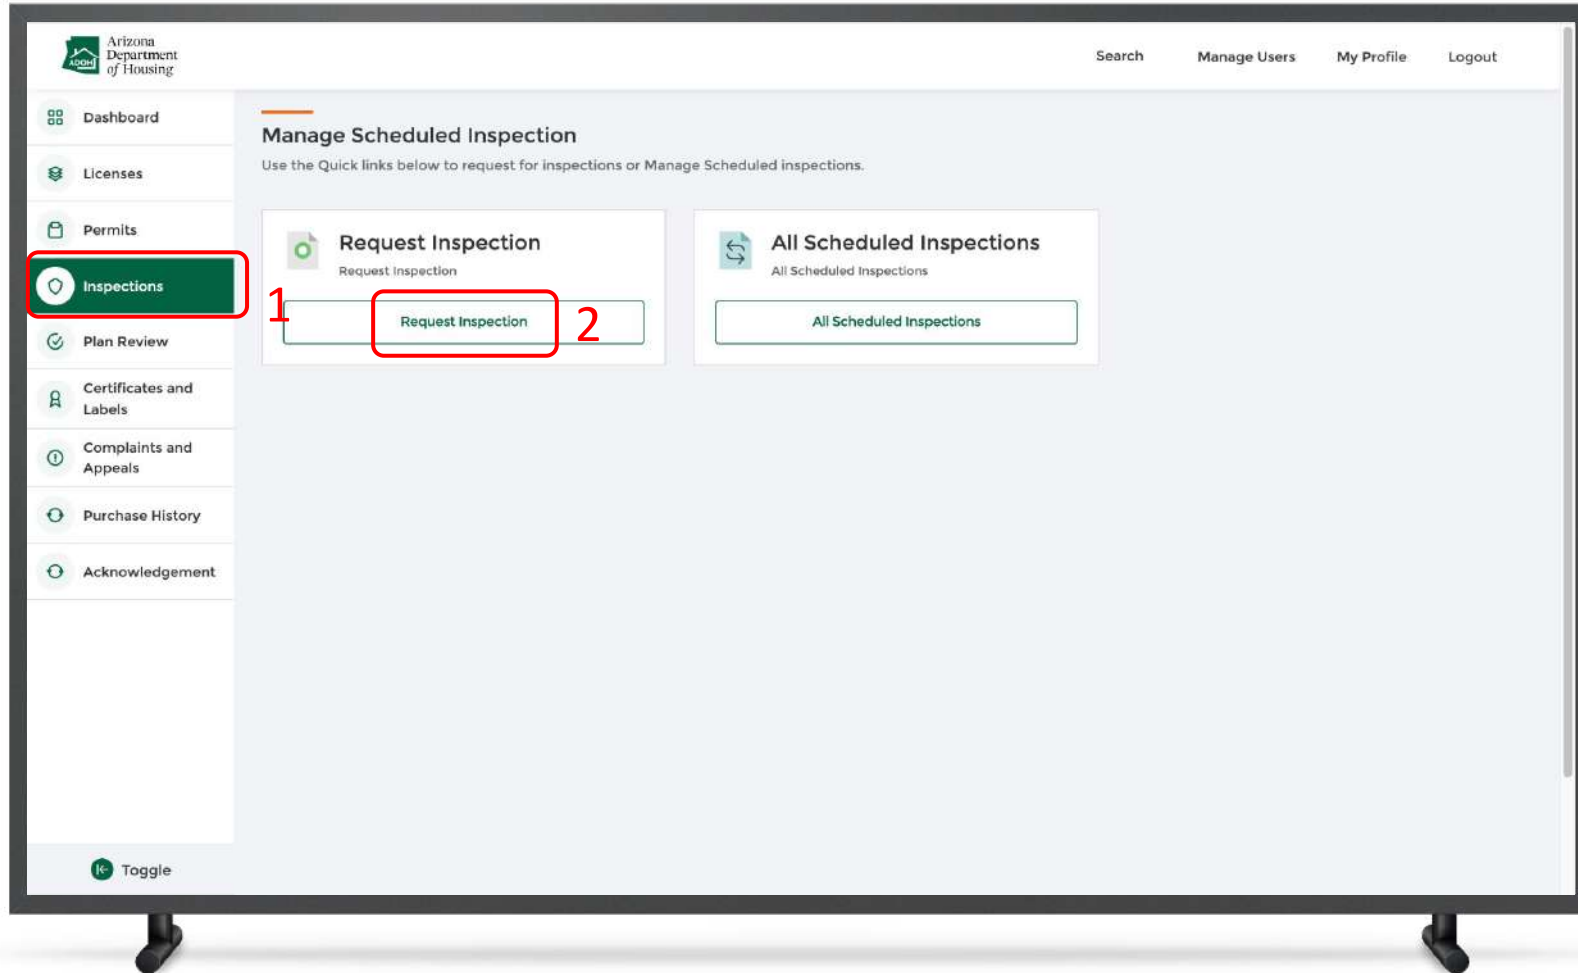 Arizona
Department
of Housing
ADOH
Search Manage Users My Profile Logout
Dashboard
Licenses
Permits
Inspections
Plan Review
Certificates and
Labels
Complaints and
Appeals
Purchase History
Acknowledgement
Toggle
Manage Scheduled Inspection
Use the Quick links below to request for inspections or Manage Scheduled inspections.
Request Inspection
Request Inspection
1
Request Inspection
2
All Scheduled Inspections
All Scheduled Inspections
All Scheduled Inspections